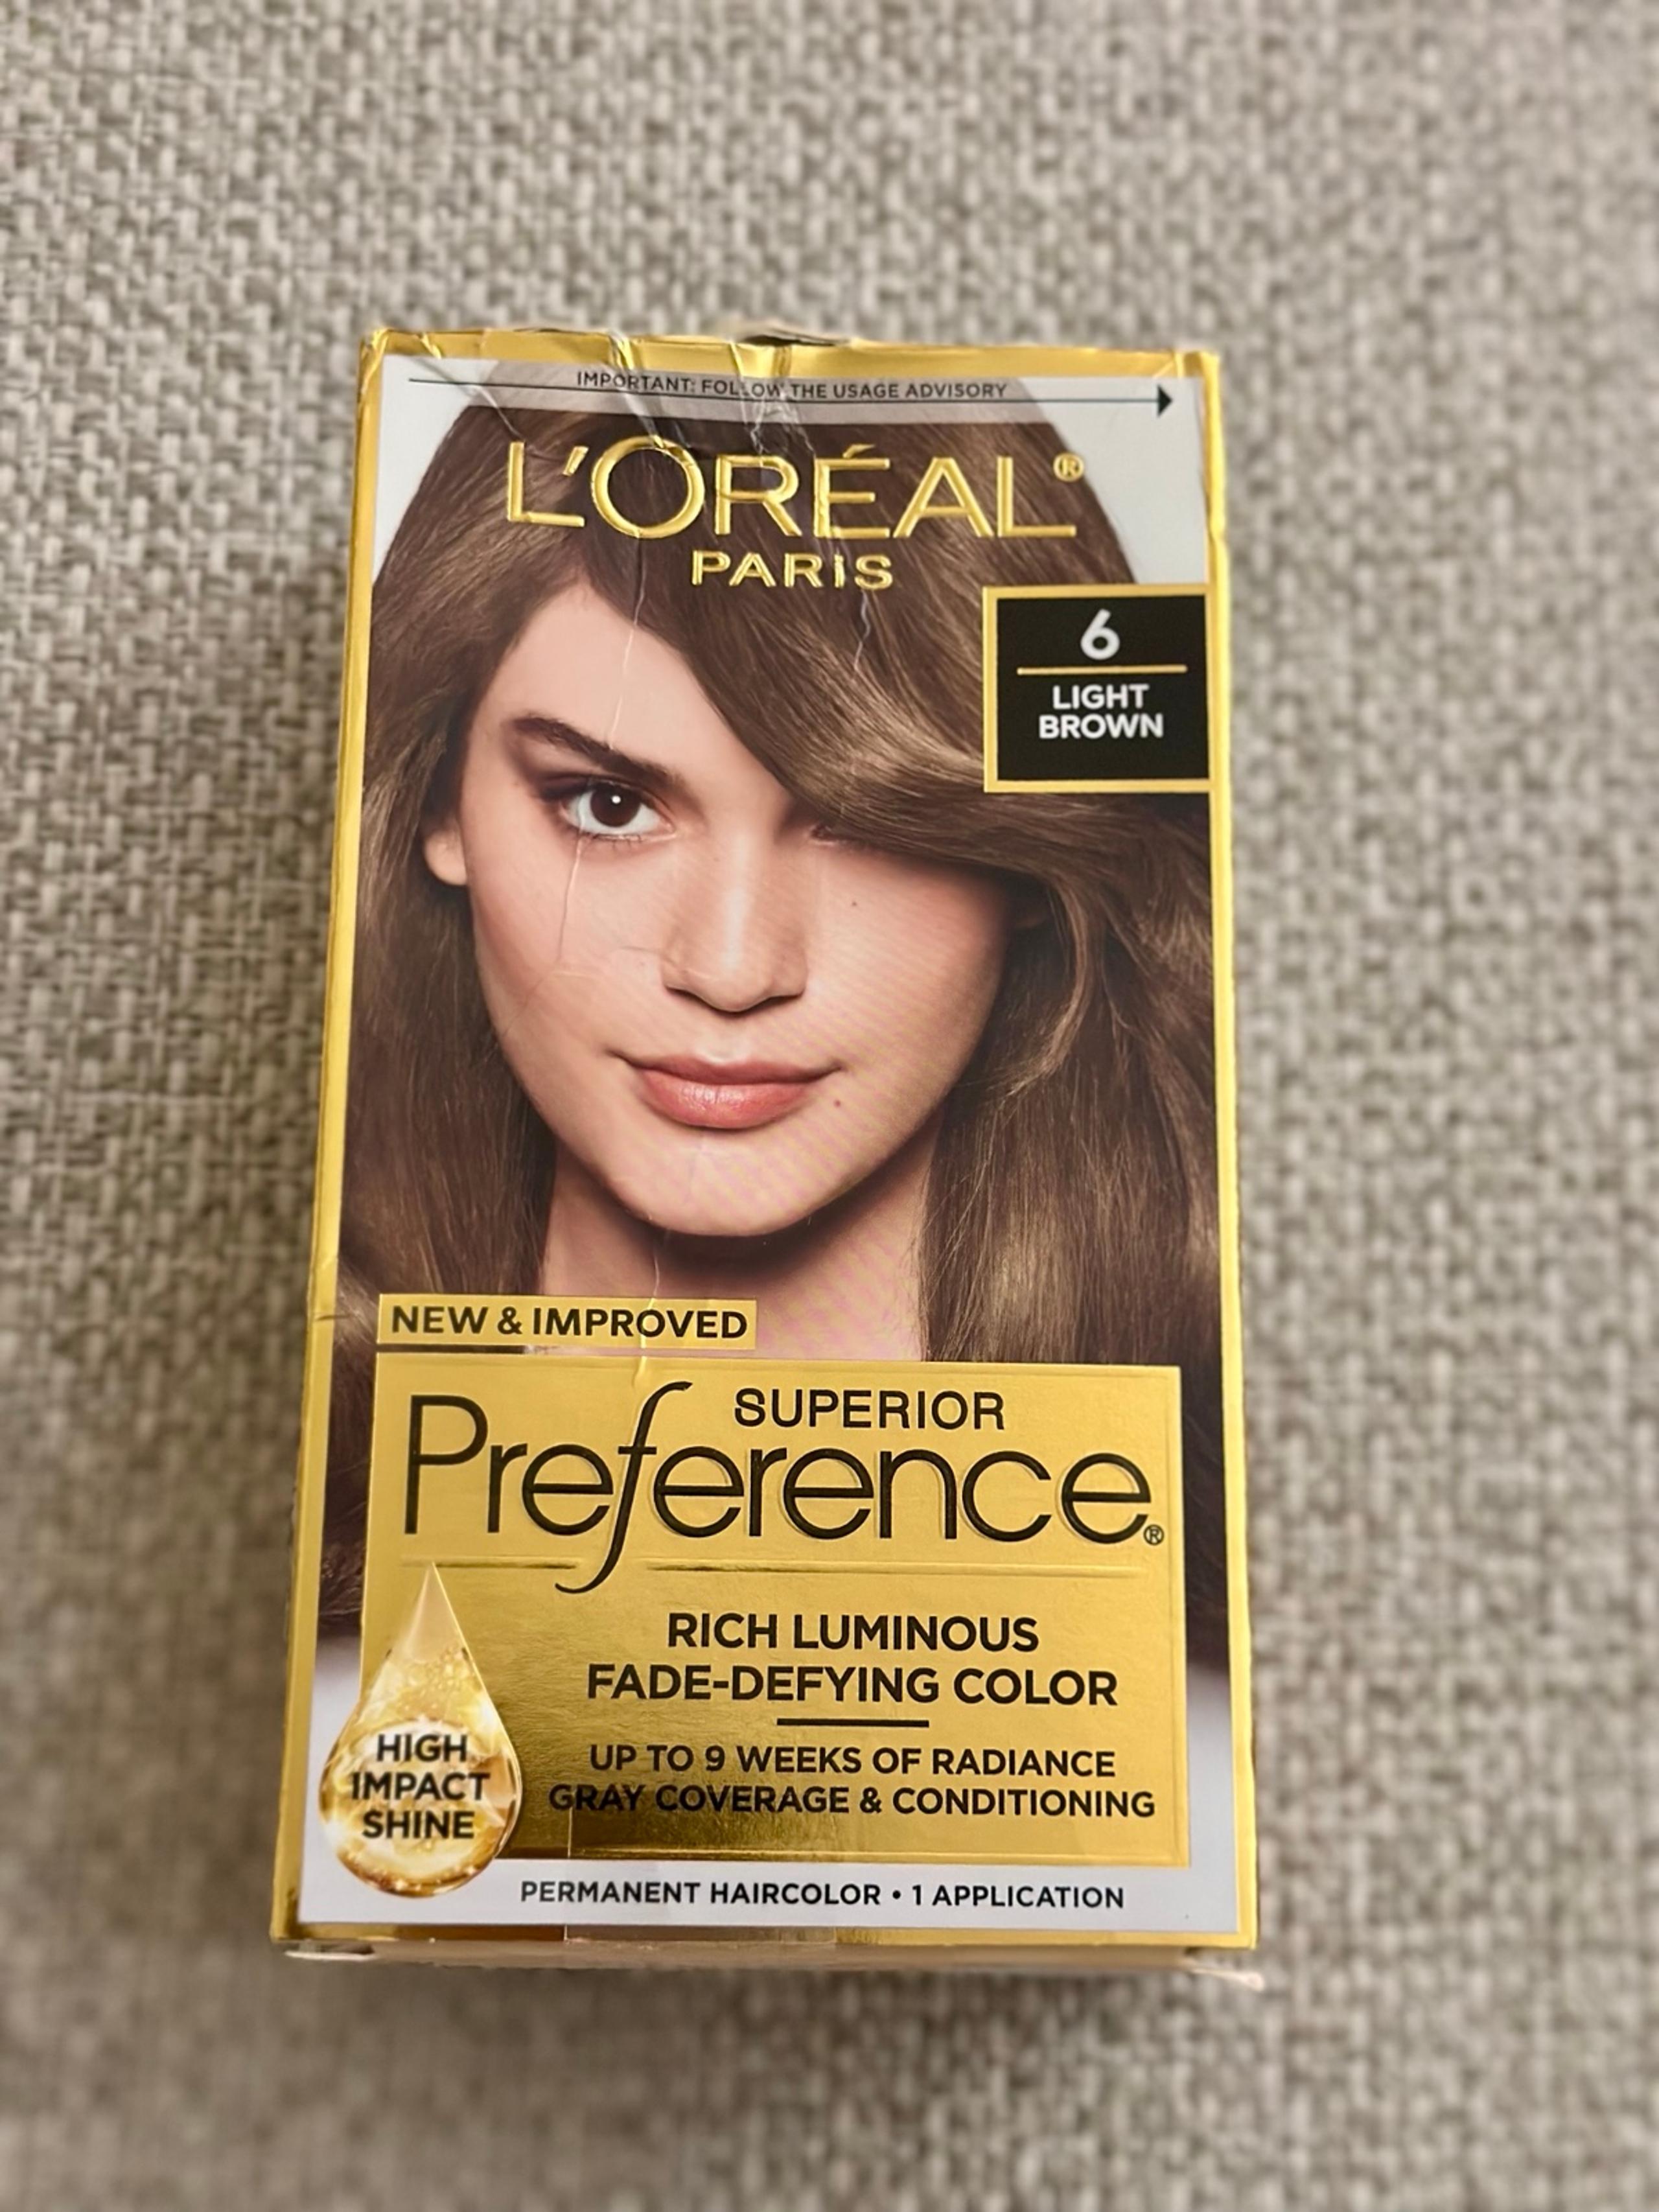 IMPORTANT: FOLLOW THE USAGE ADVISORY
L'ORÉAL®
PARIS
6
LIGHT
BROWN
NEW & IMPROVED
SUPERIOR
Preference®
RICH LUMINOUS
FADE-DEFYING COLOR
UP TO 9 WEEKS OF RADIANCE
GRAY COVERAGE & CONDITIONING
HIGH
IMPACT
SHINE
PERMANENT HAIRCOLOR • 1 APPLICATION